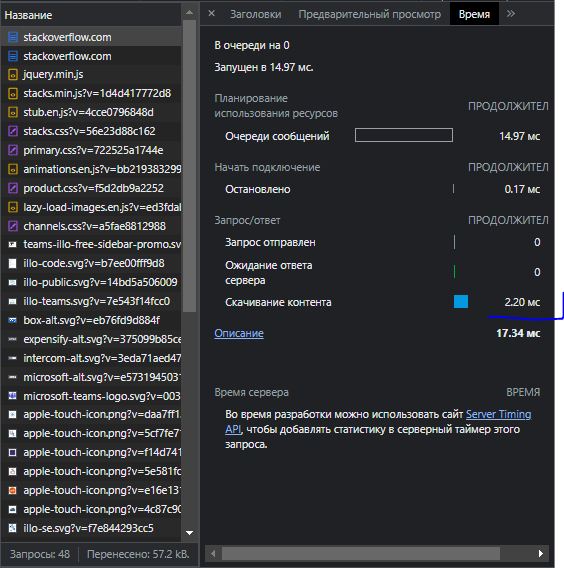 Название
stackoverflow.com
stackoverflow.com
jquery.min.js
stacks.min.js?v=1d4d417772d8
stub.en.js?v=4cce0796848d
stacks.css?v=56e23d88c162
primary.css?v=722525a1744e
animations.en.js?v=bb219383299
product.css?v=f5d2db9a2252
lazy-load-images.en.js?v=ed3fdab
channels.css?v=a5fae8812988
teams-illo-free-sidebar-promo.sv
illo-code.svg?v=b7ee00fff9d8
illo-public.svg?v=14bd5a506009
illo-teams.svg?v=7e543f14fcc0
box-alt.svg?v=eb76fd9d884f
expensify-alt.svg?v=375099b85ce
intercom-alt.svg?v=3eda71aed47
microsoft-alt.svg?v=e5731945031
microsoft-teams-logo.svg?v=003
apple-touch-icon.png?v=daa7ff1
apple-touch-icon.png?v=5cf7fe71
apple-touch-icon.png?v=f14d741
apple-touch-icon.png?v=5e581fc
apple-touch-icon.png?v=e16e131
apple-touch-icon.png?v=4c87c90
illo-se.svg?v=f7e844293cc5
Запросы: 48 Перенесено: 57.2 kB.
Заголовки Предварительный просмотр Время
В очереди на 0
Запущен в 14.97 мс.
Планирование
использования ресурсов ПРОДОЛЖИТЕЛ
Очереди сообщений 14.97 мс
Начать подключение ПРОДОЛЖИТЕЛ
Остановлено 0.17 мс
Запрос/ответ ПРОДОЛЖИТЕЛ
Запрос отправлен 0
Ожидание ответа
сервера 0
Скачивание контента 2.20 мс
Описание 17.34 мс
Время сервера ВРЕМЯ
Во время разработки можно использовать сайт Server Timing
API, чтобы добавлять статистику в серверный таймер этого
запроса.